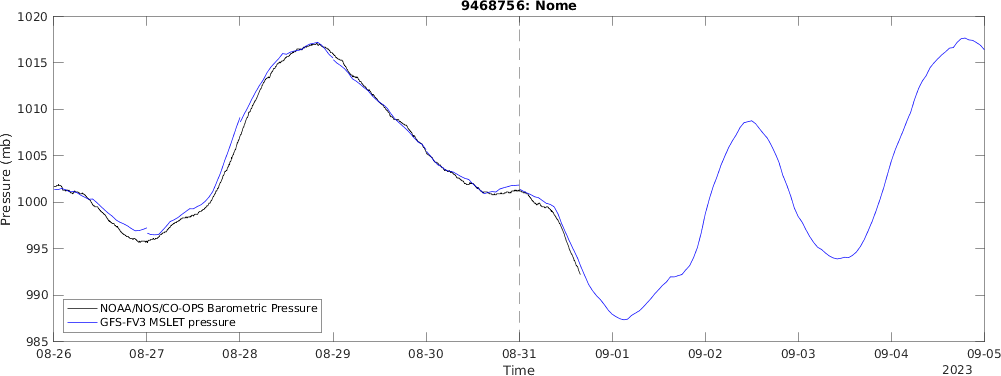 9468756: Nome
1020
1015
1010
1005
1000
995
990
985
Pressure (mb)
NOAA/NOS/CO-OPS Barometric Pressure
GFS-FV3 MSLET pressure
08-26 08-27 08-28 08-29 08-30 08-31 09-01 09-02 09-03 09-04 09-05
Time
2023